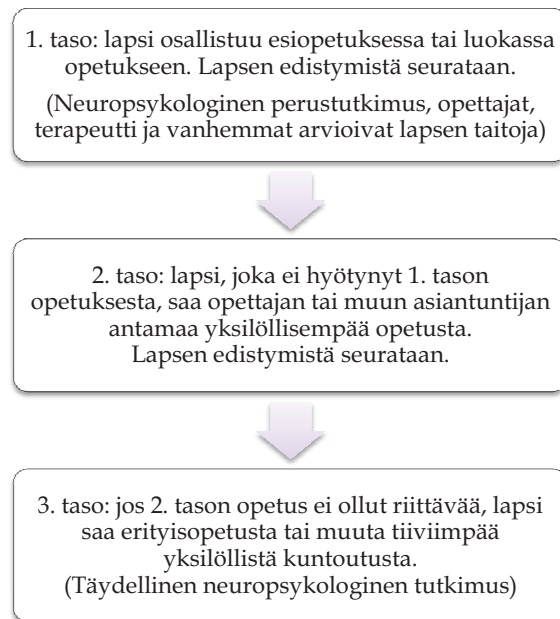 1. taso: lapsi osallistuu esiopetuksessa tai luokassa
opetukseen. Lapsen edistymistä seurataan.
(Neuropsykologinen perustutkimus, opettajat,
terapeutti ja vanhemmat arvioivat lapsen taitoja)
2. taso: lapsi, joka ei hyötynyt 1. tason
opetuksesta, saa opettajan tai muun asiantuntijan
antamaa yksilöllisempää opetusta.
Lapsen edistymistä seurataan.
3. taso: jos 2. tason opetus ei ollut riittävää, lapsi
saa erityisopetusta tai muuta tiiviimpää
yksilöllistä kuntoutusta.
(Täydellinen neuropsykologinen tutkimus)